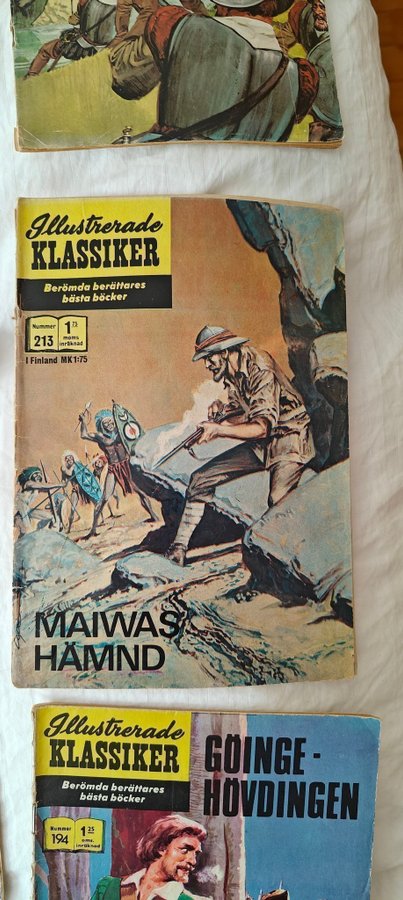 Illustrerade
KLASSIKER
Berömda berättares
bästa böcker
Nummer
213
1 75
moms
inräknad
I Finland MK 1:75
MAIWAS
HÄMND
Illustrerade
KLASSIKER
Berömda berättares
bästa böcker
Nummer
194
1 25
oms.
inräknad
GÖINGE-
HÖVDINGEN